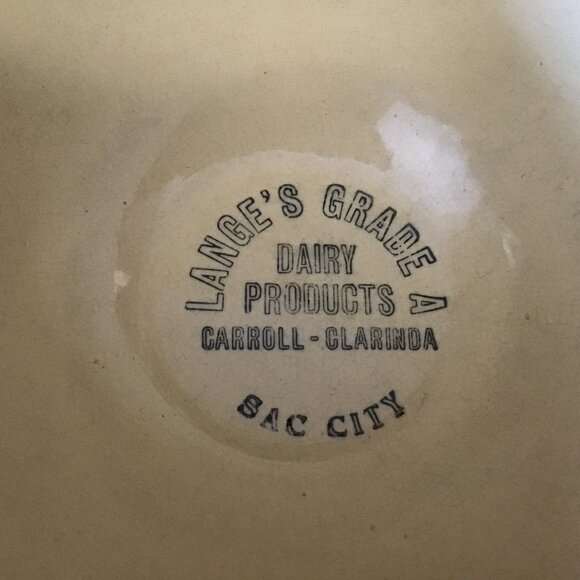 LANGE'S GRADE A
DAIRY
PRODUCTS
CARROLL - CLARINDA
SAC CITY